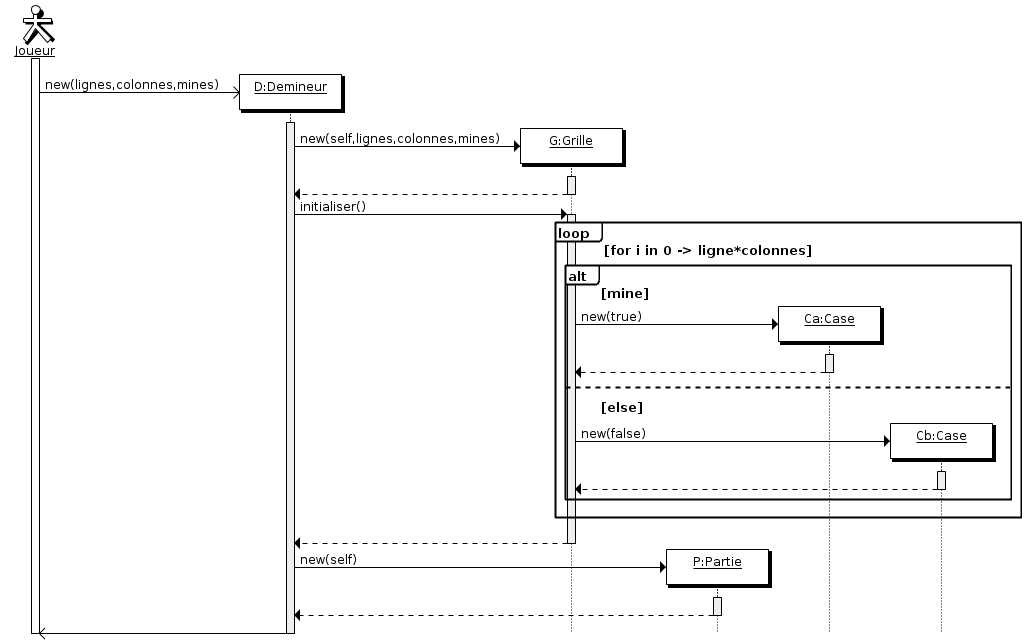 Joueur
new(lignes,colonnes,mines)
D:Demineur
new(self,lignes,colonnes,mines)
G:Grille
initialiser()
loop
[for i in 0 -> ligne*colonnes]
alt
[mine]
new(true)
Ca:Case
[else]
new(false)
Cb:Case
new(self)
P:Partie